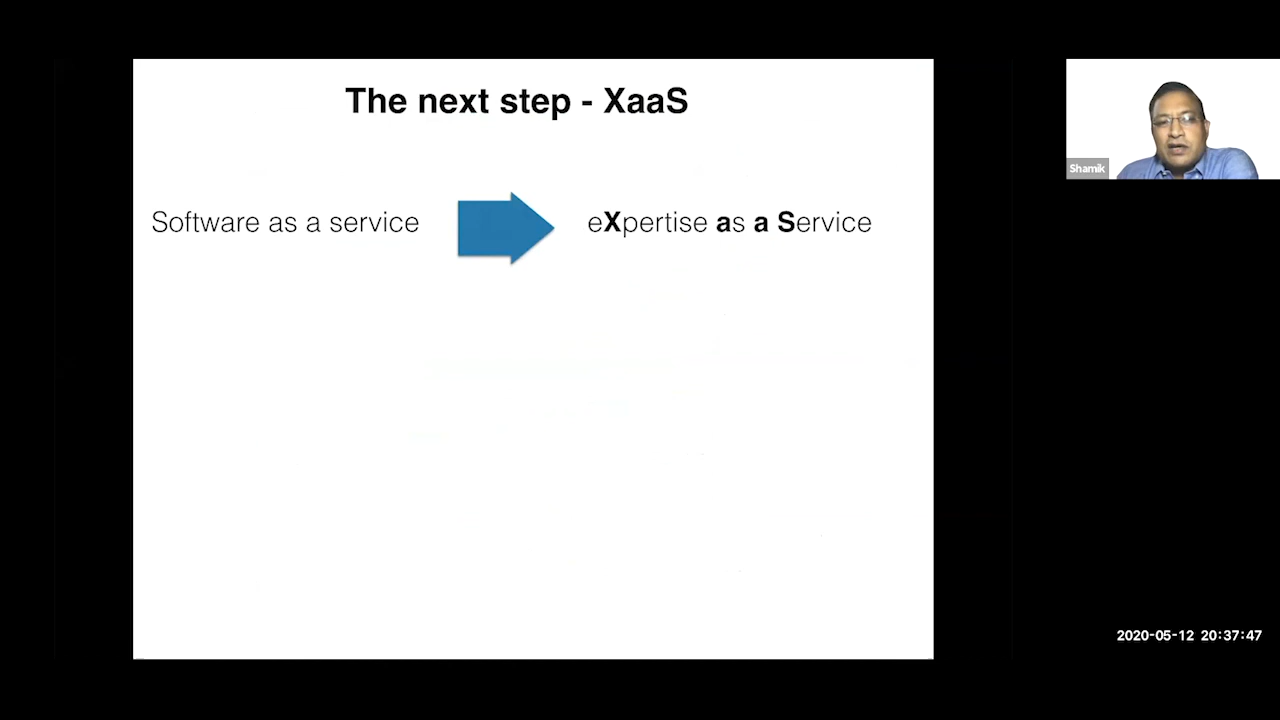 The next step - XaaS
Software as a service
eXpertise as a Service
Shamik
2020-05-12 20:37:47